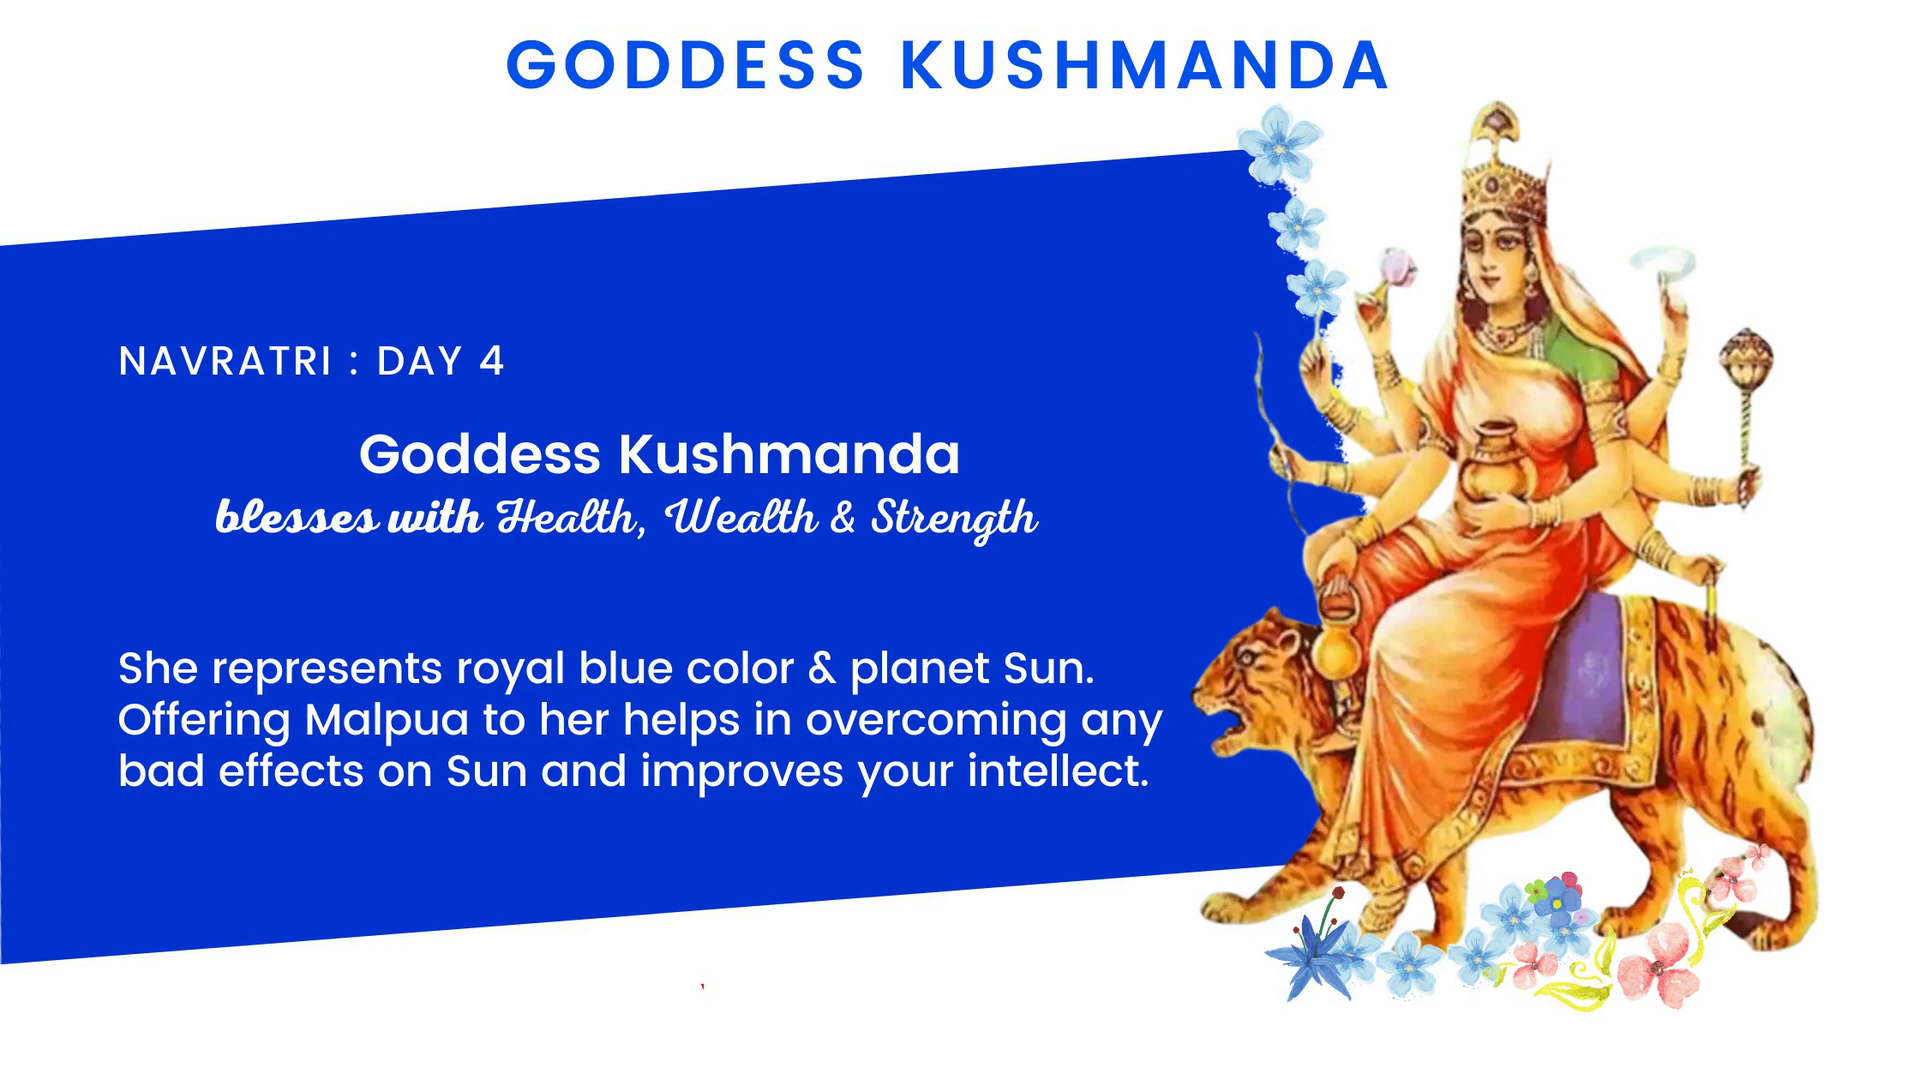 GODDESS KUSHMANDA
NAVRATRI : DAY 4
Goddess Kushmanda
blesses with Health, Wealth & Strength
She represents royal blue color & planet Sun.
Offering Malpua to her helps in overcoming any
bad effects on Sun and improves your intellect.